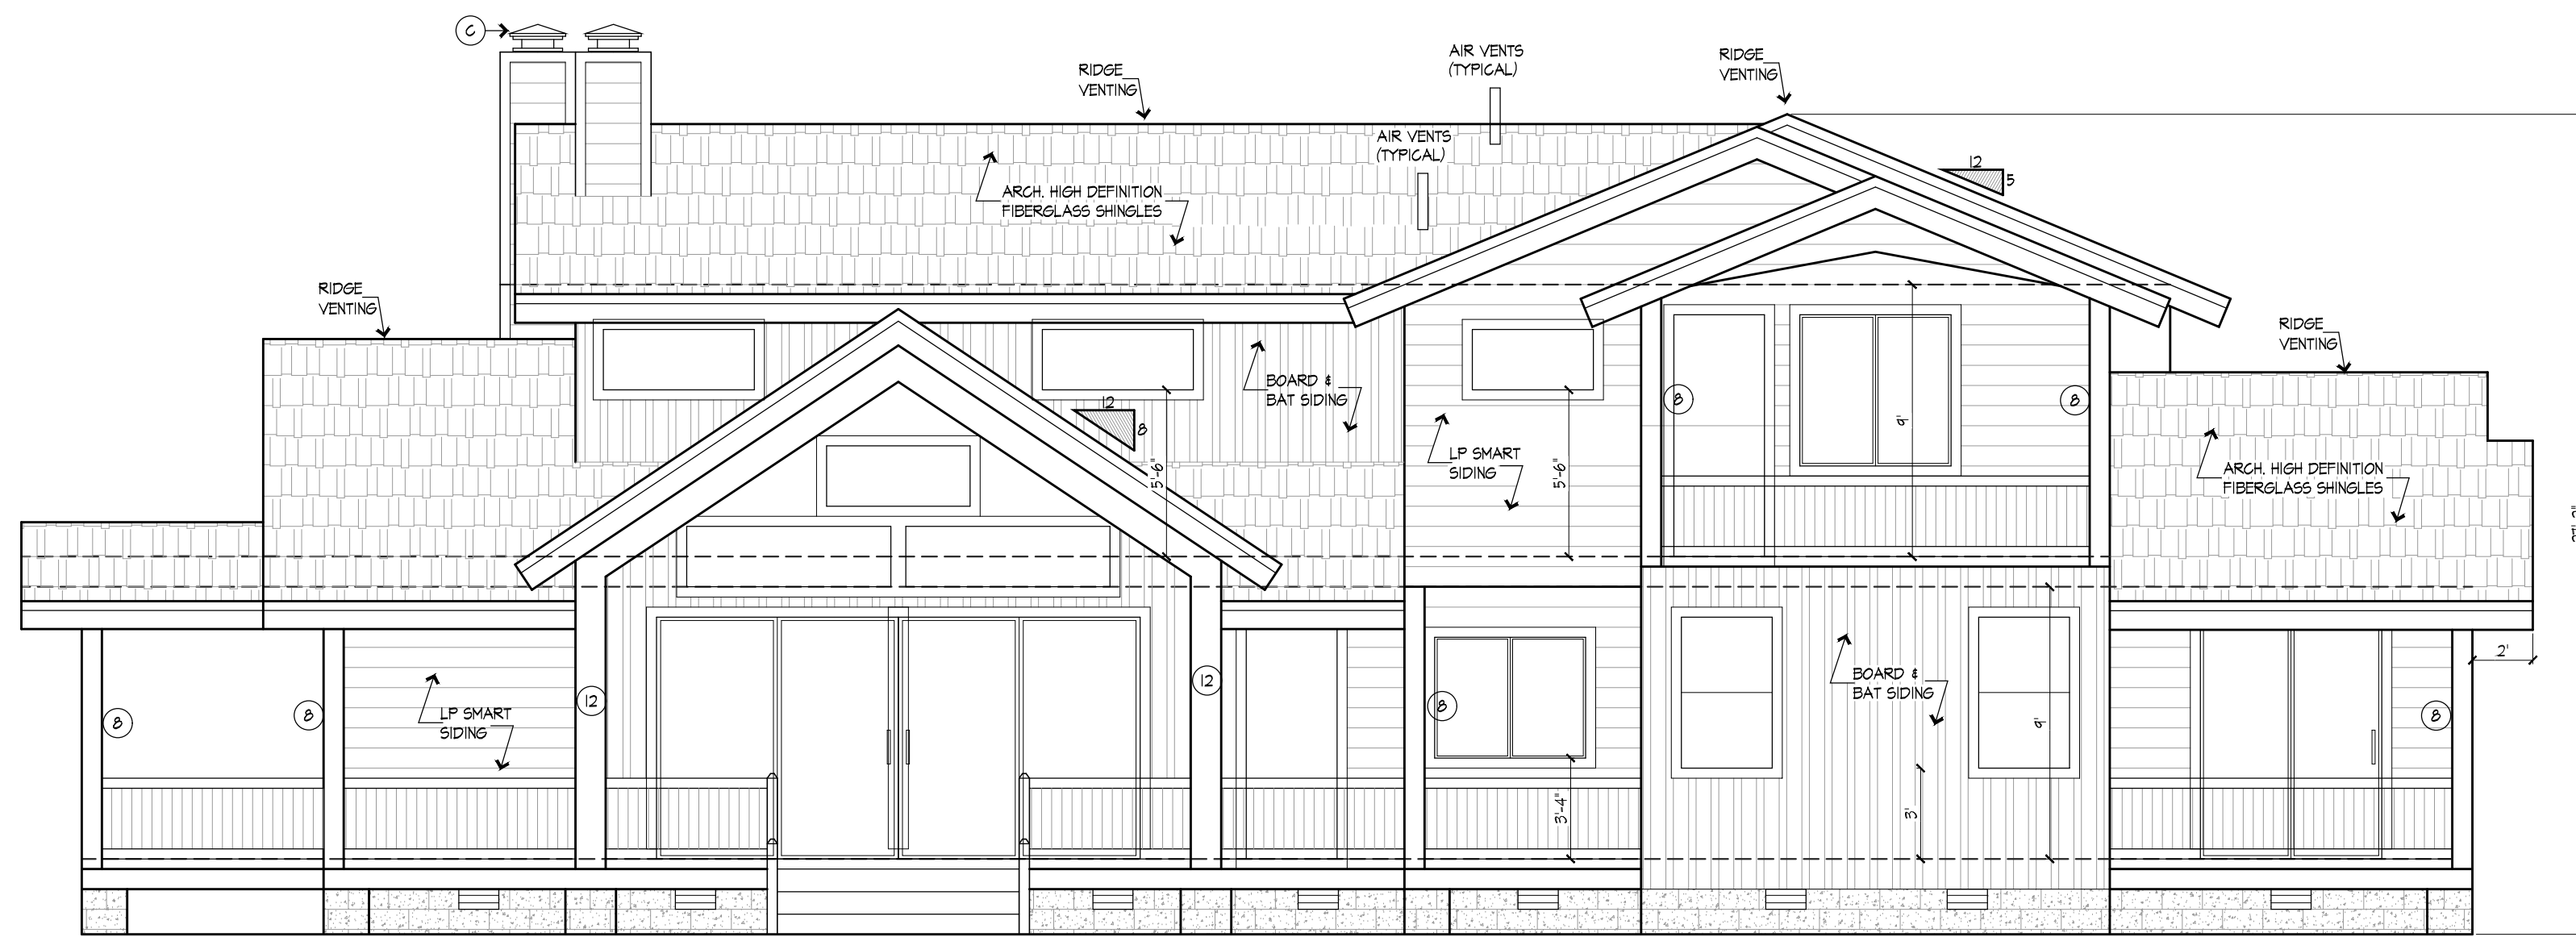 C
RIDGE
VENTING
AIR VENTS
(TYPICAL)
RIDGE
VENTING
AIR VENTS
(TYPICAL)
12
5
ARCH. HIGH DEFINITION
FIBERGLASS SHINGLES
RIDGE
VENTING
RIDGE
VENTING
BOARD &
BAT SIDING
12
8
8
8
9'
5'-6"
5'-6"
LP SMART
SIDING
ARCH. HIGH DEFINITION
FIBERGLASS SHINGLES
2'
BOARD &
BAT SIDING
12
12
8
8
LP SMART
SIDING
8
8
9'
3'-4"
3'